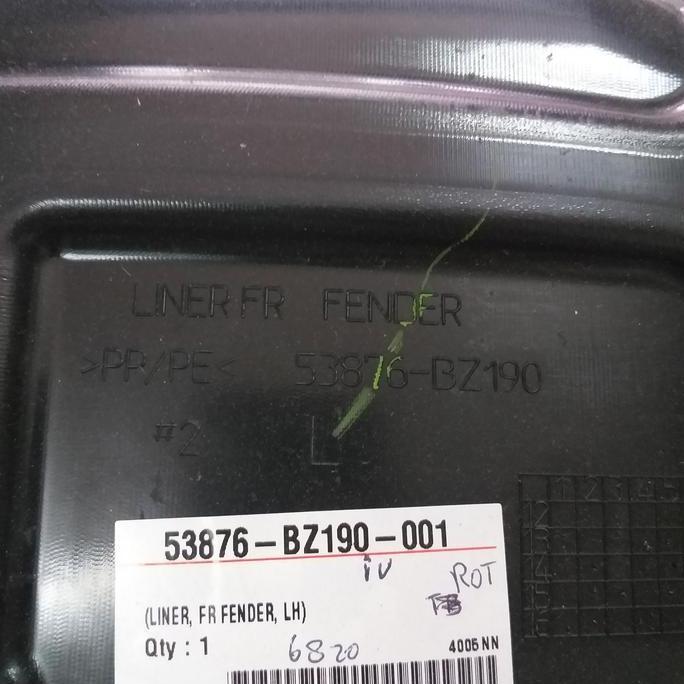 LINER FR FENDER
>PP/PE< 53876-BZ190
#2 L
53876-BZ190-001
iv ROT
(LINER, FR FENDER, LH)
Qty : 1 6820 4005 NN